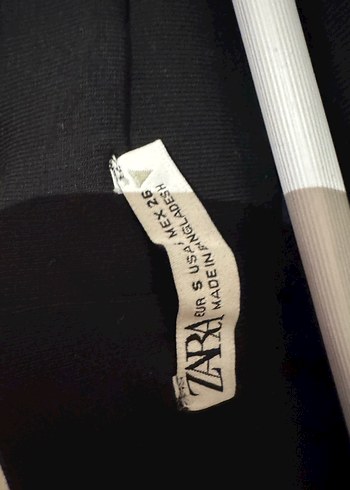 ZARA
EUR S USA MEX 26
MADE IN BANGLADESH